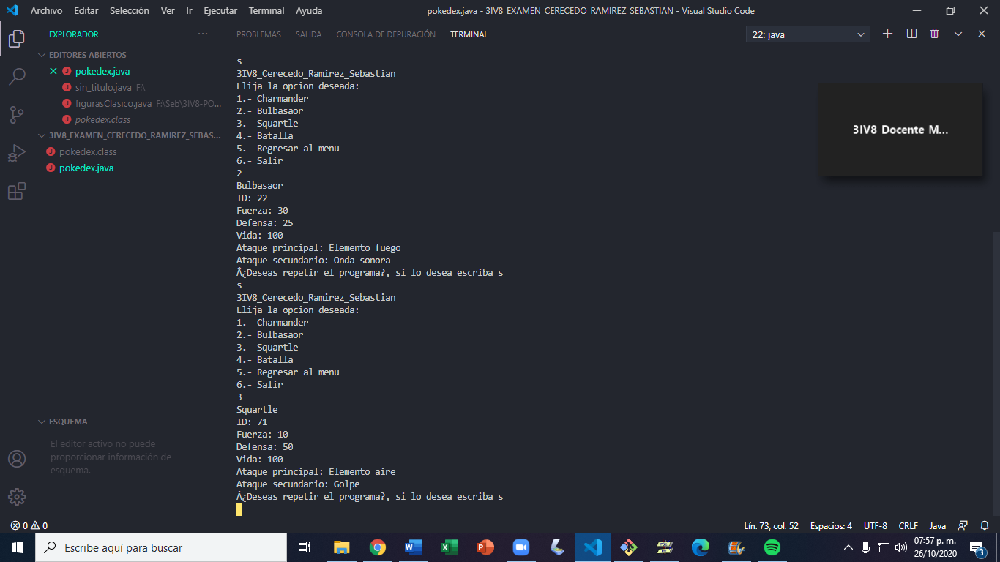 Archivo Editar Selección Ver Ir Ejecutar Terminal Ayuda
pokedex.java - 3IV8_EXAMEN_CERECEDO_RAMIREZ_SEBASTIAN - Visual Studio Code
EXPLORADOR
EDITORES ABIERTOS
pokedex.java
sin_titulo.java F:\
figurasClasico.java F:\Seb\3IV8-PO...
pokedex.class
3IV8_EXAMEN_CERECEDO_RAMIREZ_SEBAS...
pokedex.class
pokedex.java
ESQUEMA
El editor activo no puede
proporcionar información de
esquema.
PROBLEMAS SALIDA CONSOLA DE DEPURACIÓN TERMINAL
22: java
s
3IV8_Cerecedo_Ramirez_Sebastian
Elija la opcion deseada:
1.- Charmander
2.- Bulbasaor
3.- Squartle
4.- Batalla
5.- Regresar al menu
6.- Salir
2
Bulbasaor
ID: 22
Fuerza: 30
Defensa: 25
Vida: 100
Ataque principal: Elemento fuego
Ataque secundario: Onda sonora
Â¿Deseas repetir el programa?, si lo desea escriba s
s
3IV8_Cerecedo_Ramirez_Sebastian
Elija la opcion deseada:
1.- Charmander
2.- Bulbasaor
3.- Squartle
4.- Batalla
5.- Regresar al menu
6.- Salir
3
Squartle
ID: 71
Fuerza: 10
Defensa: 50
Vida: 100
Ataque principal: Elemento aire
Ataque secundario: Golpe
Â¿Deseas repetir el programa?, si lo desea escriba s
3IV8 Docente M...
0 0
Lín. 73, col. 52 Espacios: 4 UTF-8 CRLF Java
Escribe aquí para buscar
07:57 p. m.
26/10/2020
3